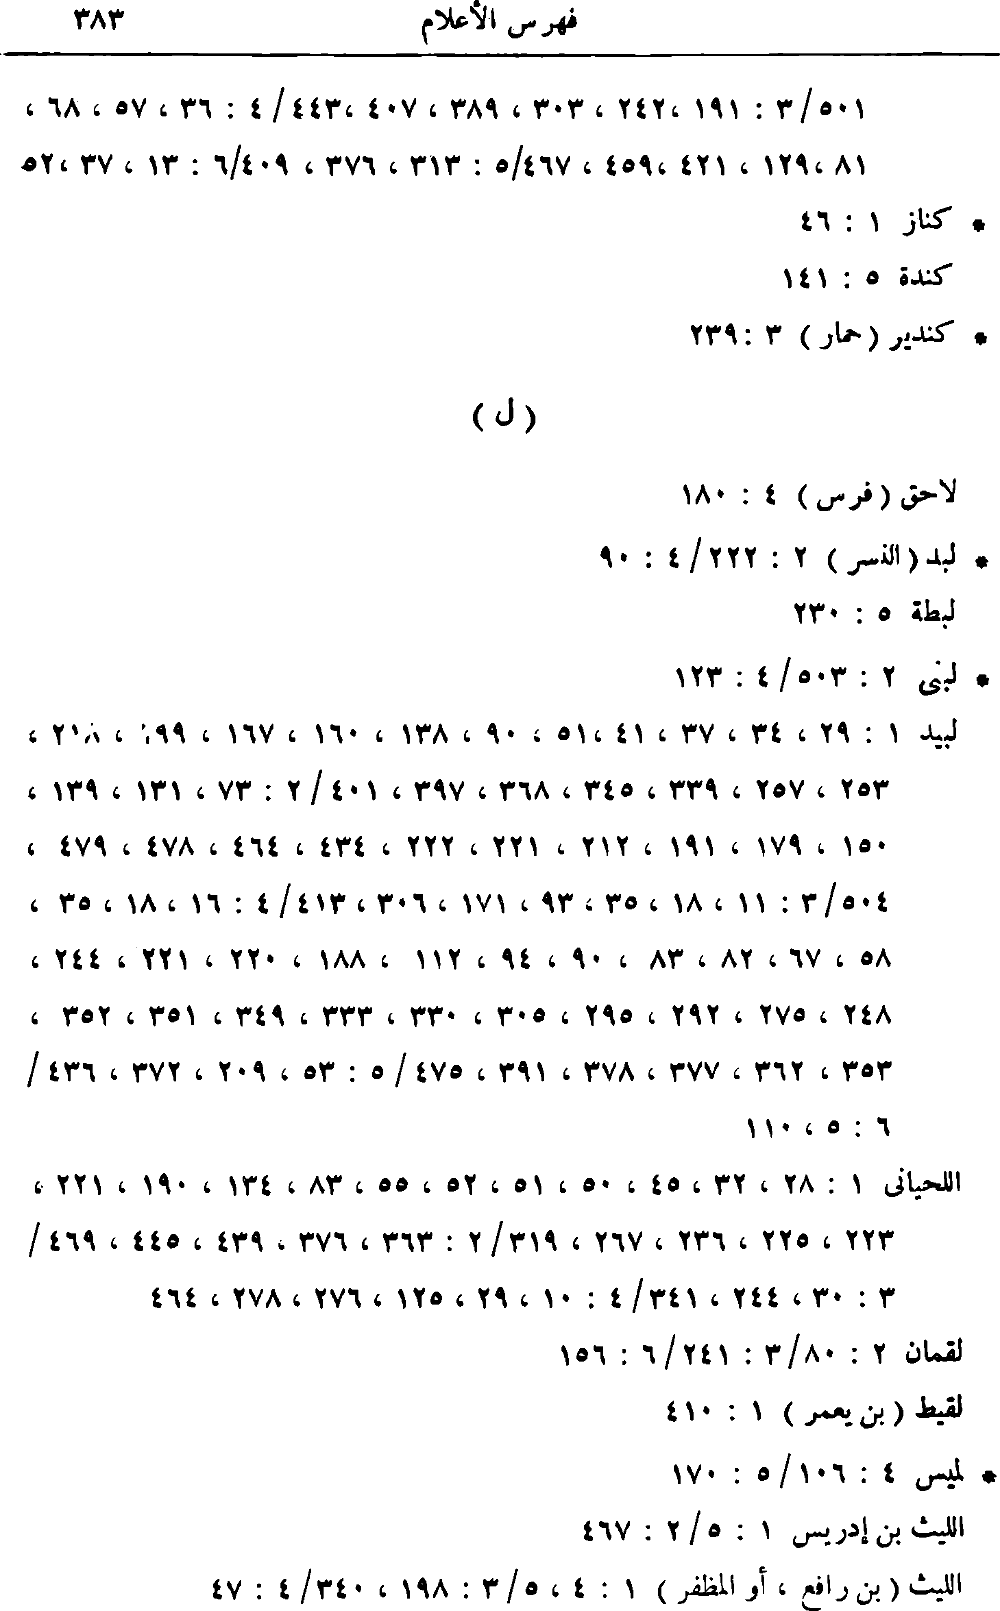 فهرس الأعلام ٣٨٣
٥٠١/٣ : ١٩١ ، ٢٤٢ ، ٣٠٣ ، ٣٨٩ ، ٤٠٧ ، ٤٤٣/٤ : ٣٦ ، ٥٧ ، ٦٨ ،
٨١ ، ١٢٩ ، ٤٢١ ، ٤٥٩ ، ٤٦٧/٥ : ٣١٣ ، ٣٧٦ ، ٤٠٩/٦ : ١٣ ، ٣٧ ، ٥٢
* كناز ١ : ٤٦
كندة ٥ : ١٤١
* كندير ( حمار ) ٣ : ٢٣٩
( ل )
لاحق ( فرس ) ٤ : ١٨٠
* لبد ( النسر ) ٢ : ٢٢٢/٤ : ٩٠
لبطة ٥ : ٢٣٠
* لبنى ٢ : ٥٠٣/٤ : ١٢٣
لبيد ١ : ٢٩ ، ٣٤ ، ٣٧ ، ٤١ ، ٥١ ، ٩٠ ، ١٣٨ ، ١٦٠ ، ١٦٧ ، ١٩٩ ،
٢٥٣ ، ٢٥٧ ، ٣٣٩ ، ٣٤٥ ، ٣٦٨ ، ٣٩٧ ، ٤٠١/٢ : ٧٣ ، ١٣١ ، ١٣٩ ،
١٥٠ ، ١٧٩ ، ١٩١ ، ٢١٢ ، ٢٢١ ، ٢٢٢ ، ٤٣٤ ، ٤٦٤ ، ٤٧٨ ، ٤٧٩ ،
٥٠٤/٣ : ١١ ، ١٨ ، ٣٥ ، ٩٣ ، ١٧١ ، ٣٠٦ ، ٤١٣/٤ : ١٦ ، ١٨ ، ٣٥ ،
٥٨ ، ٦٧ ، ٨٢ ، ٨٣ ، ٩٠ ، ٩٤ ، ١١٢ ، ١٨٨ ، ٢٢٠ ، ٢٢١ ، ٢٤٤ ،
٢٤٨ ، ٢٧٥ ، ٢٩٢ ، ٢٩٥ ، ٣٠٥ ، ٣٣٠ ، ٣٣٣ ، ٣٤٩ ، ٣٥١ ، ٣٥٢ ،
٣٥٣ ، ٣٦٢ ، ٣٧٧ ، ٣٧٨ ، ٣٩١ ، ٤٧٥/٥ : ٥٣ ، ٢٠٩ ، ٣٧٢ ، ٤٣٦/
٦ : ٥ ، ١١٠
اللحيانى ١ : ٢٨ ، ٣٢ ، ٤٥ ، ٥٠ ، ٥١ ، ٥٢ ، ٥٥ ، ٨٣ ، ١٣٤ ، ١٩٠ ، ٢٢١ ،
٢٢٣ ، ٢٢٥ ، ٢٣٦ ، ٢٦٧ ، ٣١٩/٢ : ٣٦٣ ، ٣٧٦ ، ٤٣٩ ، ٤٤٥ ، ٤٦٩/
٣ : ٣٠ ، ٢٤٤ ، ٣٤١/٤ : ١٠ ، ٢٩ ، ١٢٥ ، ٢٧٦ ، ٢٧٨ ، ٤٦٤
لقمان ٢ : ٨٠/٣ : ٢٤١/٦ : ١٥٦
لقيط ( بن يعمر ) ١ : ٤١٠
* لميس ٤ : ١٠٦/٥ : ١٧٠
الليث بن إدريس ١ : ٥/٢ : ٤٦٧
الليث ( بن رافع ، أو المظفر ) ١ : ٤ ، ٥/٣ : ١٩٨ ، ٣٤٠/٤ : ٤٧